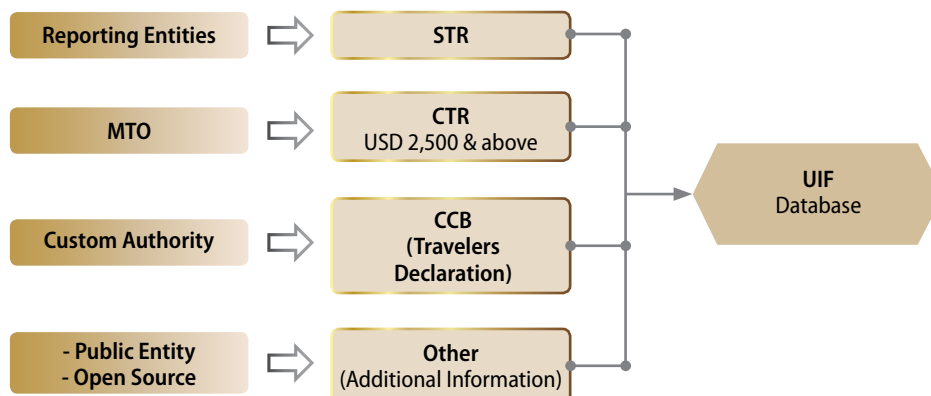 Reporting Entities
STR
MTO
CTR
USD 2,500 & above
UIF
Database
Custom Authority
CCB
(Travelers
Declaration)
- Public Entity
- Open Source
Other
(Additional Information)